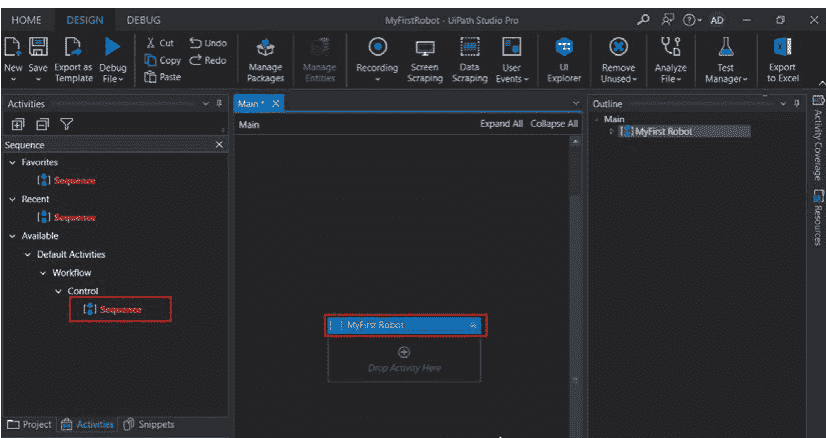 HOME DESIGN DEBUG MyFirstRobot - UiPath Studio Pro AD
New Save Export as Template Debug File Cut Copy Paste Undo Redo Manage Packages Manage Entities Recording Screen Scraping Data Scraping User Events UI Explorer Remove Unused Analyze File Test Manager Export to Excel
Activities
Main *
Outline
Main Expand All Collapse All
Main
MyFirst Robot
Sequence
Favorites
Sequence
Recent
Sequence
Available
Default Activities
Workflow
Control
Sequence
MyFirst Robot
Drop Activity Here
Activity Coverage
Resources
Project Activities Snippets